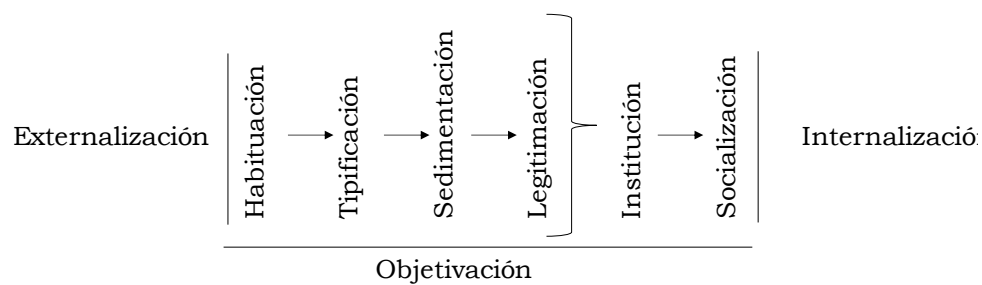 Externalización
Habituación
Tipificación
Sedimentación
Legitimación
Institución
Socialización
Internalizació
Objetivación